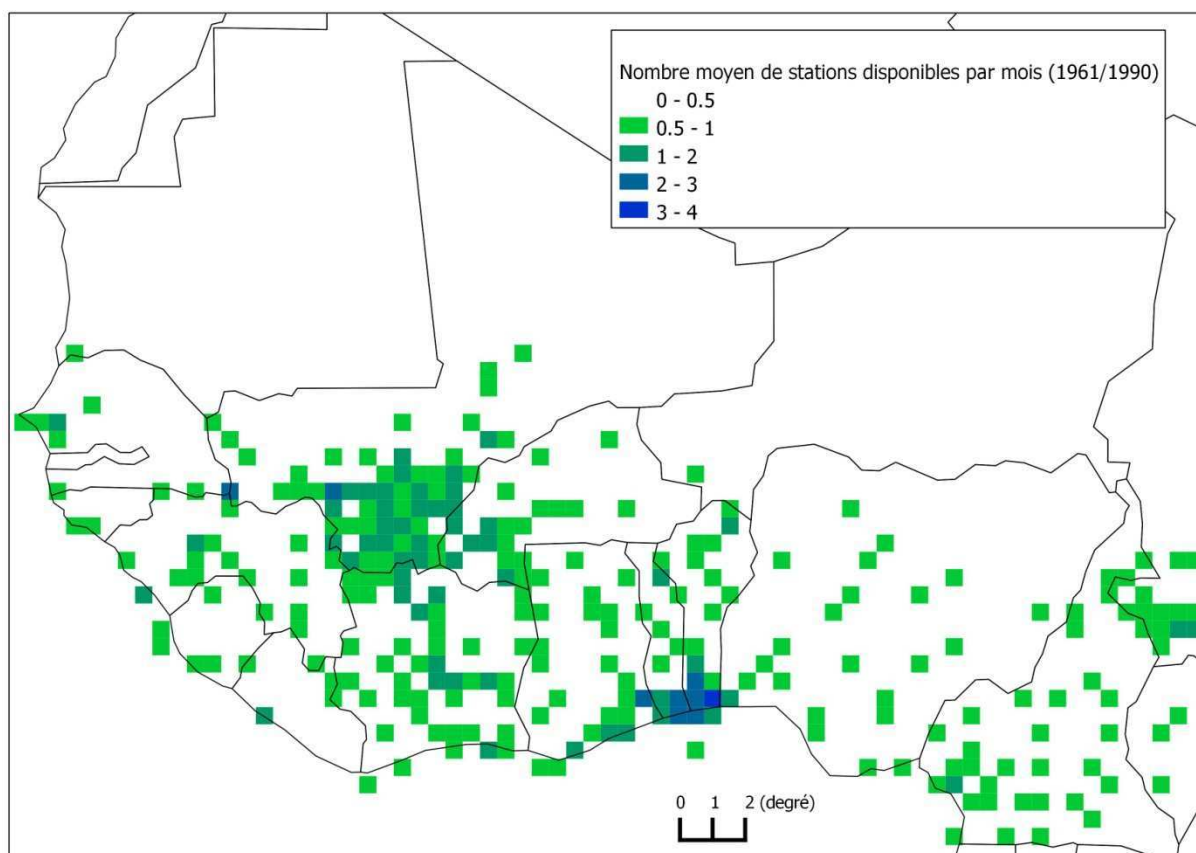 Nombre moyen de stations disponibles par mois (1961/1990)
0 - 0.5
0.5 - 1
1 - 2
2 - 3
3 - 4
0 1 2 (degré)